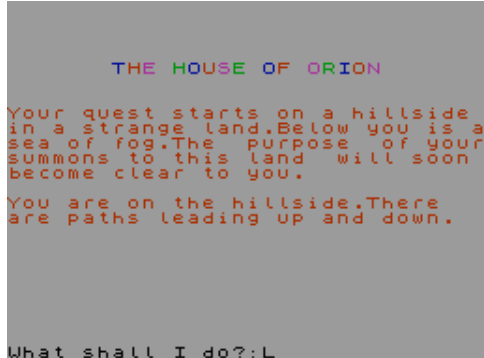 THE HOUSE OF ORION
Your quest starts on a hillside
in a strange land.Below you is a
sea of fog.The purpose of your
summons to this land will soon
become clear to you.
You are on the hillside.There
are paths leading up and down.
What shall I do?:L